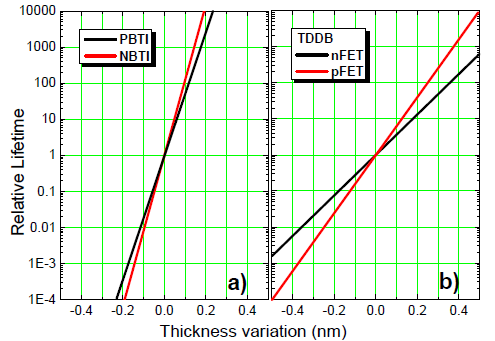 10000
1000
100
10
1
0.1
0.01
1E-3
1E-4
Relative Lifetime
PBTI
NBTI
a)
-0.4 -0.2 0.0 0.2 0.4
TDDB
nFET
pFET
b)
-0.4 -0.2 0.0 0.2 0.4
Thickness variation (nm)